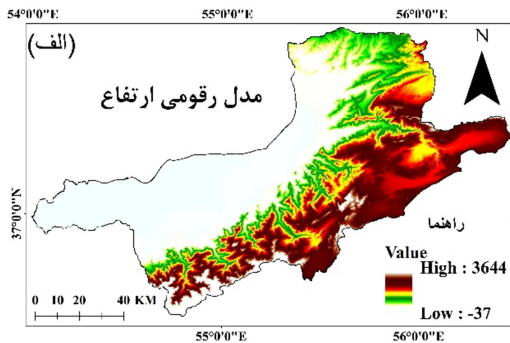 54°0'0"E
55°0'0"E
56°0'0"E
(الف)
مدل رقومی ارتفاع
N
37°0'0"N
راهنما
Value
High : 3644
Low : -37
0 10 20 40 KM
55°0'0"E
56°0'0"E